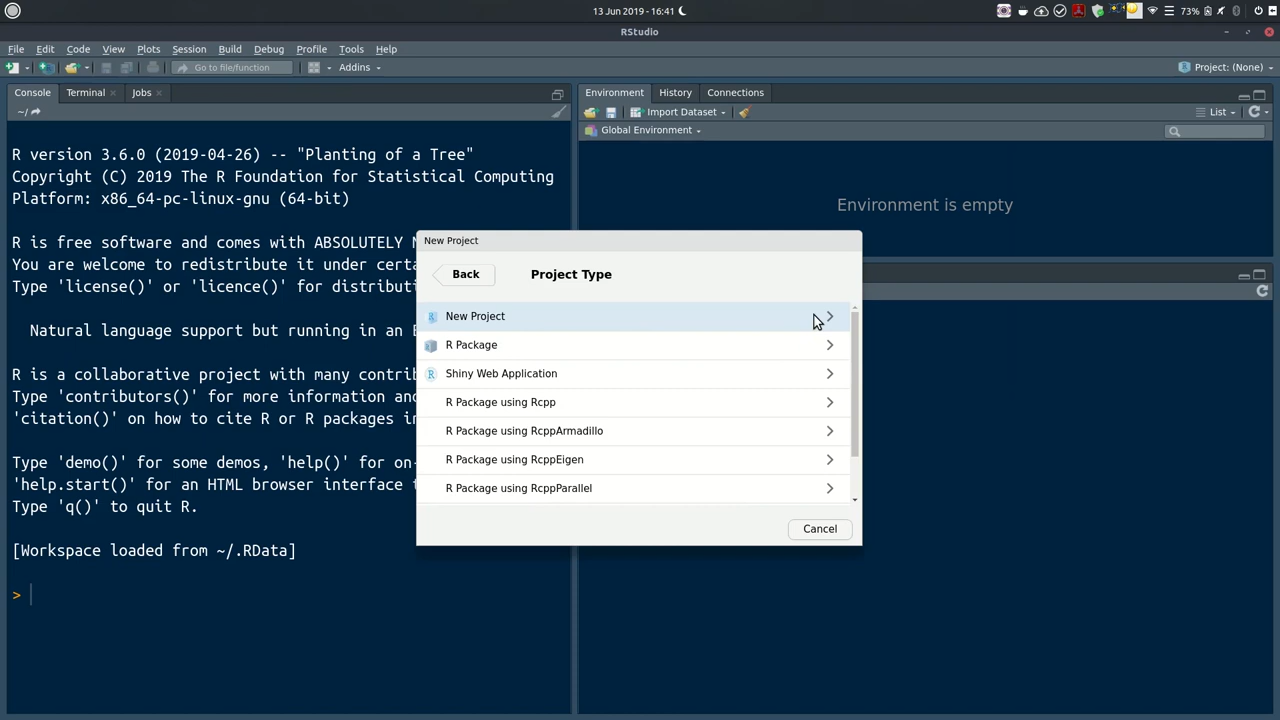 13 Jun 2019 - 16:41
73%
RStudio
File Edit Code View Plots Session Build Debug Profile Tools Help
Go to file/function Addins Project: (None)
Console Terminal Jobs
~/
R version 3.6.0 (2019-04-26) -- "Planting of a Tree"
Copyright (C) 2019 The R Foundation for Statistical Computing
Platform: x86_64-pc-linux-gnu (64-bit)
R is free software and comes with ABSOLUTELY
You are welcome to redistribute it under certa
Type 'license()' or 'licence()' for distribut
Natural language support but running in an
R is a collaborative project with many contri
Type 'contributors()' for more information an
'citation()' on how to cite R or R packages i
Type 'demo()' for some demos, 'help()' for on
'help.start()' for an HTML browser interface
Type 'q()' to quit R.
[Workspace loaded from ~/.RData]
>
Environment History Connections
Import Dataset List
Global Environment
Environment is empty
New Project
Back Project Type
New Project
R Package
R Shiny Web Application
R Package using Rcpp
R Package using RcppArmadillo
R Package using RcppEigen
R Package using RcppParallel
Cancel